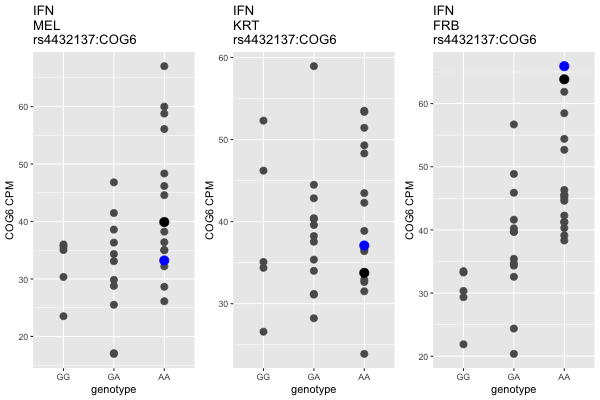 IFN
MEL
rs4432137:COG6
COG6 CPM
60
50
40
30
20
GG GA AA
genotype
IFN
KRT
rs4432137:COG6
COG6 CPM
60
50
40
30
GG GA AA
genotype
IFN
FRB
rs4432137:COG6
COG6 CPM
60
50
40
30
20
GG GA AA
genotype